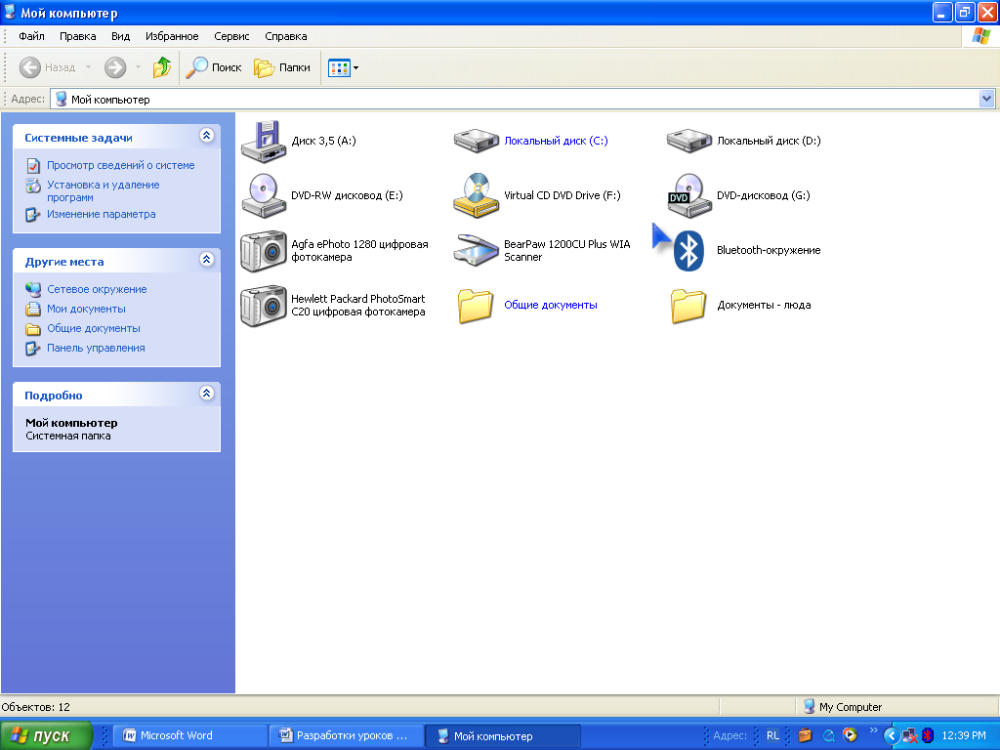 Мой компьютер
Файл Правка Вид Избранное Сервис Справка
Назад Поиск Папки
Адрес: Мой компьютер
Системные задачи
Просмотр сведений о системе
Установка и удаление
программ
Изменение параметра
Другие места
Сетевое окружение
Мои документы
Общие документы
Панель управления
Подробно
Мой компьютер
Системная папка
Диск 3,5 (A:)
Локальный диск (C:)
Локальный диск (D:)
DVD-RW дисковод (E:)
Virtual CD DVD Drive (F:)
DVD
DVD-дисковод (G:)
Agfa ePhoto 1280 цифровая
фотокамера
BearPaw 1200CU Plus WIA
Scanner
Bluetooth-окружение
Hewlett Packard PhotoSmart
C20 цифровая фотокамера
Общие документы
Документы - люда
Объектов: 12
My Computer
пуск
Microsoft Word
Разработки уроков ...
Мой компьютер
Адрес:
RL
12:39 PM